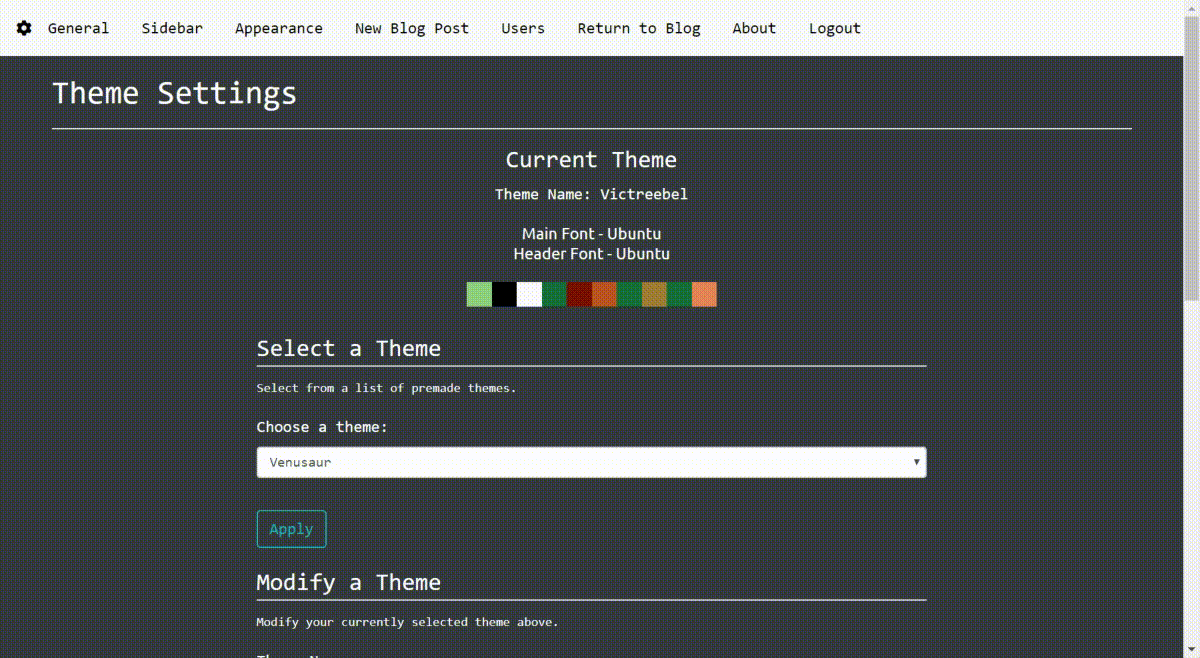 General Sidebar Appearance New Blog Post Users Return to Blog About Logout
Theme Settings
Current Theme
Theme Name: Victreebel
Main Font - Ubuntu
Header Font - Ubuntu
Select a Theme
Select from a list of premade themes.
Choose a theme:
Venusaur
Apply
Modify a Theme
Modify your currently selected theme above.